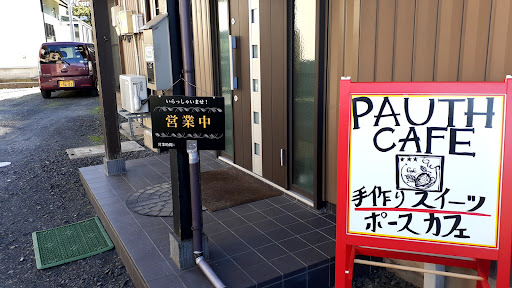 いらっしゃいませ!
営業中
PAUTH
CAFE
手作りスイーツ
ポースカフェ